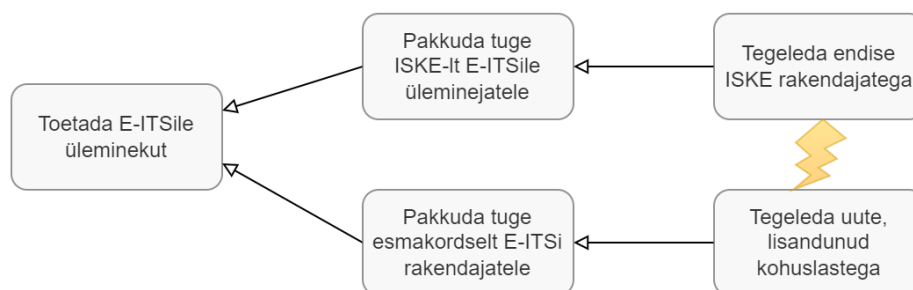 Toetada E-ITSile
üleminekut
Pakkuda tuge
ISKE-lt E-ITSile
üleminejatele
Tegeleda endise
ISKE rakendajatega
Pakkuda tuge
esmakordselt E-ITSi
rakendajatele
Tegeleda uute,
lisandunud
kohuslastega